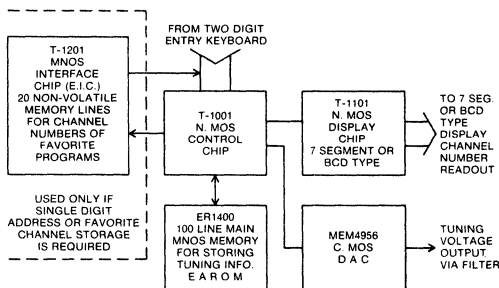 T-1201
MNOS
INTERFACE
CHIP (E.I.C.)
20 NON-VOLATILE
MEMORY LINES
FOR CHANNEL
NUMBERS OF
FAVORITE
PROGRAMS
USED ONLY IF
SINGLE DIGIT
ADDRESS OR FAVORITE
CHANNEL STORAGE
IS REQUIRED
FROM TWO DIGIT
ENTRY KEYBOARD
T-1001
N. MOS
CONTROL
CHIP
ER1400
100 LINE MAIN
MNOS MEMORY
FOR STORING
TUNING INFO.
E A R O M
T-1101
N. MOS
DISPLAY
CHIP
7 SEGMENT OR
BCD TYPE
TO 7 SEG.
OR BCD
TYPE
DISPLAY
CHANNEL
NUMBER
READOUT
MEM4956
C. MOS
D A C
TUNING
VOLTAGE
OUTPUT
VIA FILTER